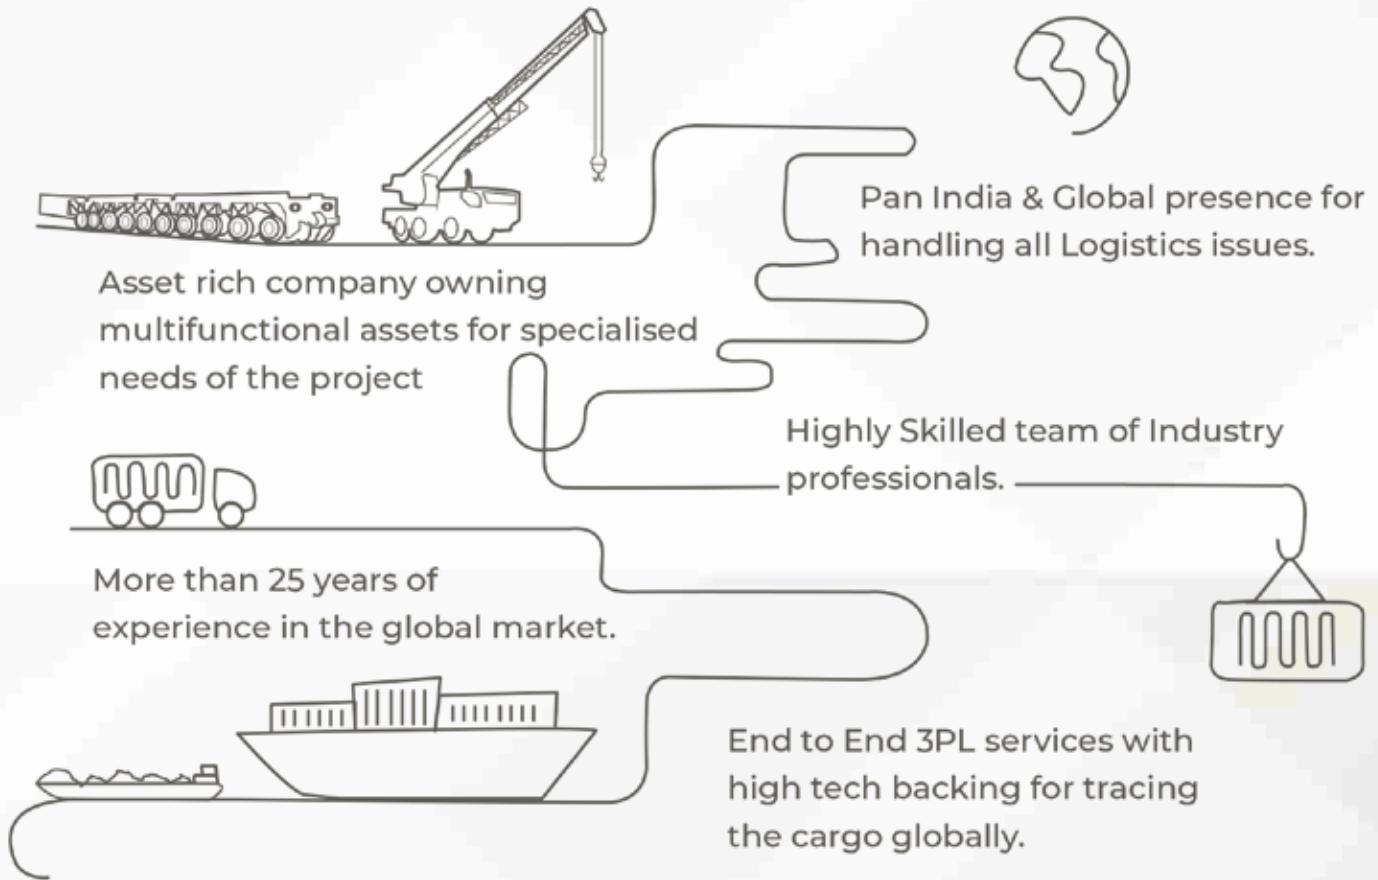 Pan India & Global presence for
handling all Logistics issues.
Asset rich company owning
multifunctional assets for specialised
needs of the project
Highly Skilled team of Industry
professionals.
More than 25 years of
experience in the global market.
End to End 3PL services with
high tech backing for tracing
the cargo globally.